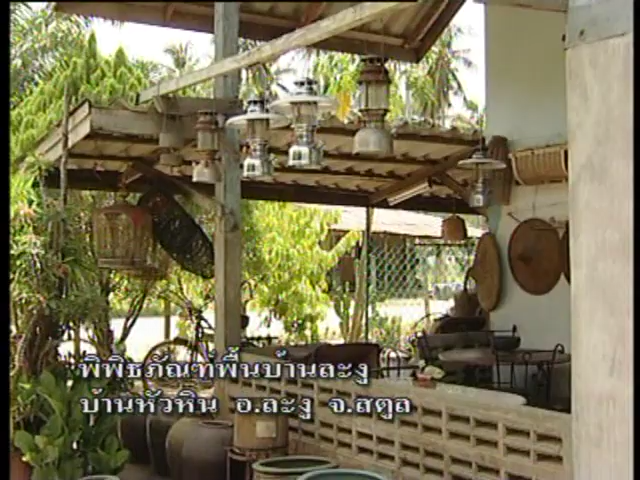 พิพิธภัณฑ์พื้นบ้านละงู
บ้านหัวหิน อ.ละงู จ.สตูล